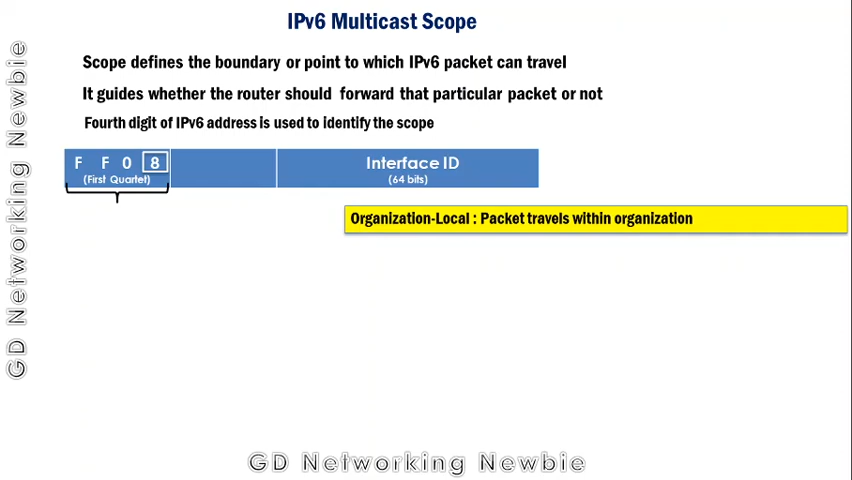 IPv6 Multicast Scope
Scope defines the boundary or point to which IPv6 packet can travel
It guides whether the router should forward that particular packet or not
Fourth digit of IPv6 address is used to identify the scope
F F 0 8
(First Quartet)
Interface ID
(64 bits)
Organization-Local : Packet travels within organization
GD Networking Newbie
GD Networking Newbie